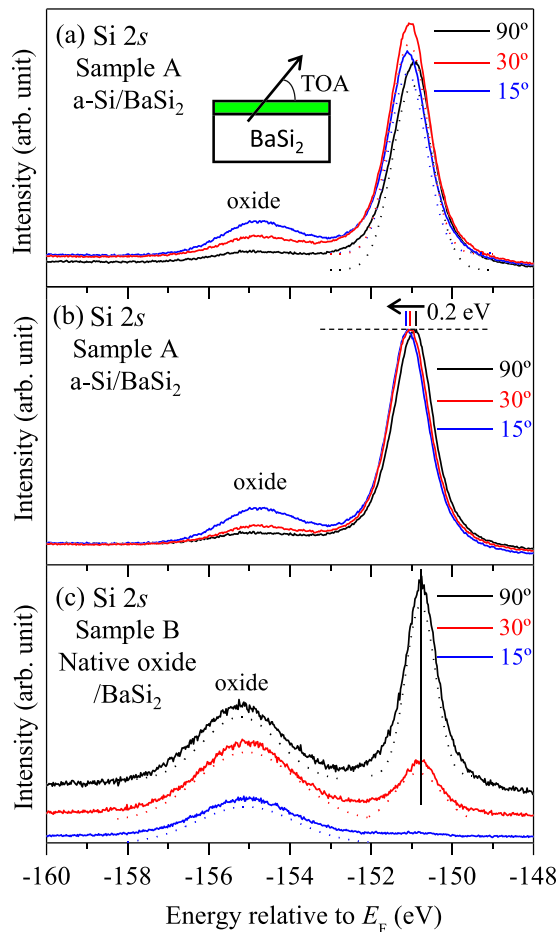 (a) Si 2s
Sample A
a-Si/BaSi₂
TOA
BaSi₂
oxide
90º
30º
15º
Intensity (arb. unit)
(b) Si 2s
Sample A
a-Si/BaSi₂
0.2 eV
90º
30º
15º
oxide
Intensity (arb. unit)
(c) Si 2s
Sample B
Native oxide
/BaSi₂
oxide
90º
30º
15º
Intensity (arb. unit)
-160 -158 -156 -154 -152 -150 -148
Energy relative to E_F (eV)